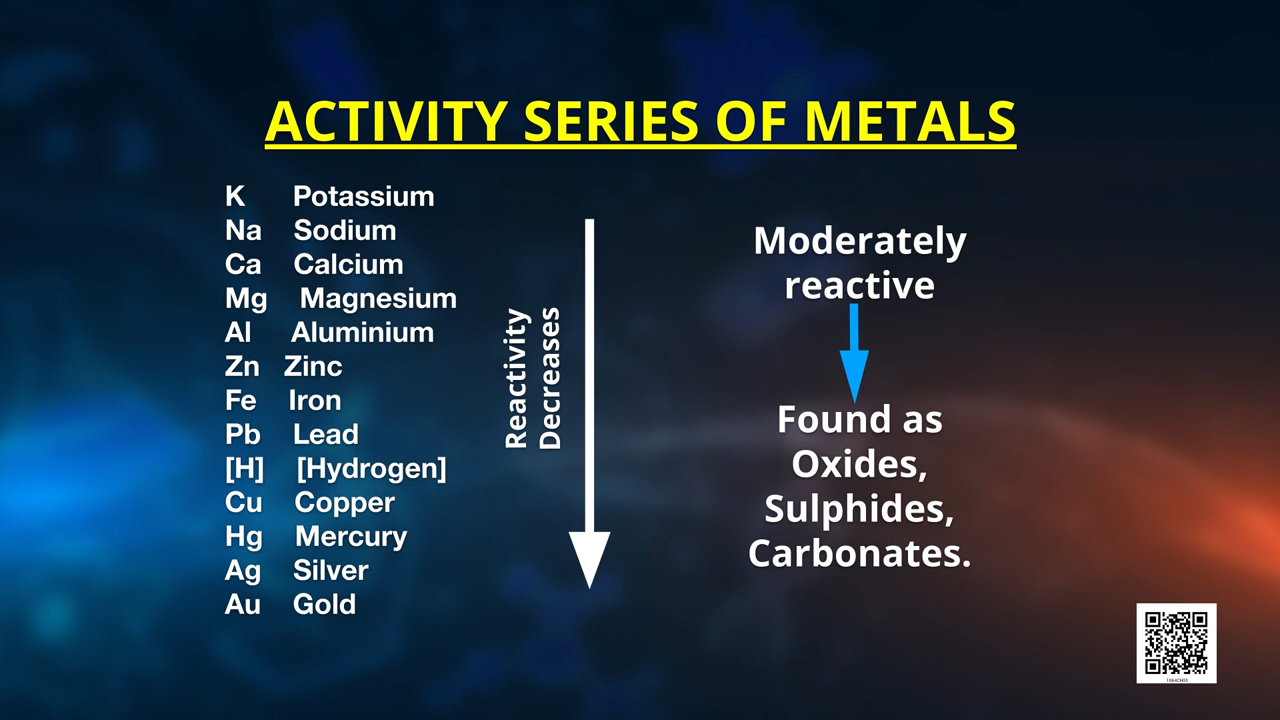 ACTIVITY SERIES OF METALS
K Potassium
Na Sodium
Ca Calcium
Mg Magnesium
Al Aluminium
Zn Zinc
Fe Iron
Pb Lead
[H] [Hydrogen]
Cu Copper
Hg Mercury
Ag Silver
Au Gold
Reactivity
Decreases
Moderately
reactive
Found as
Oxides,
Sulphides,
Carbonates.